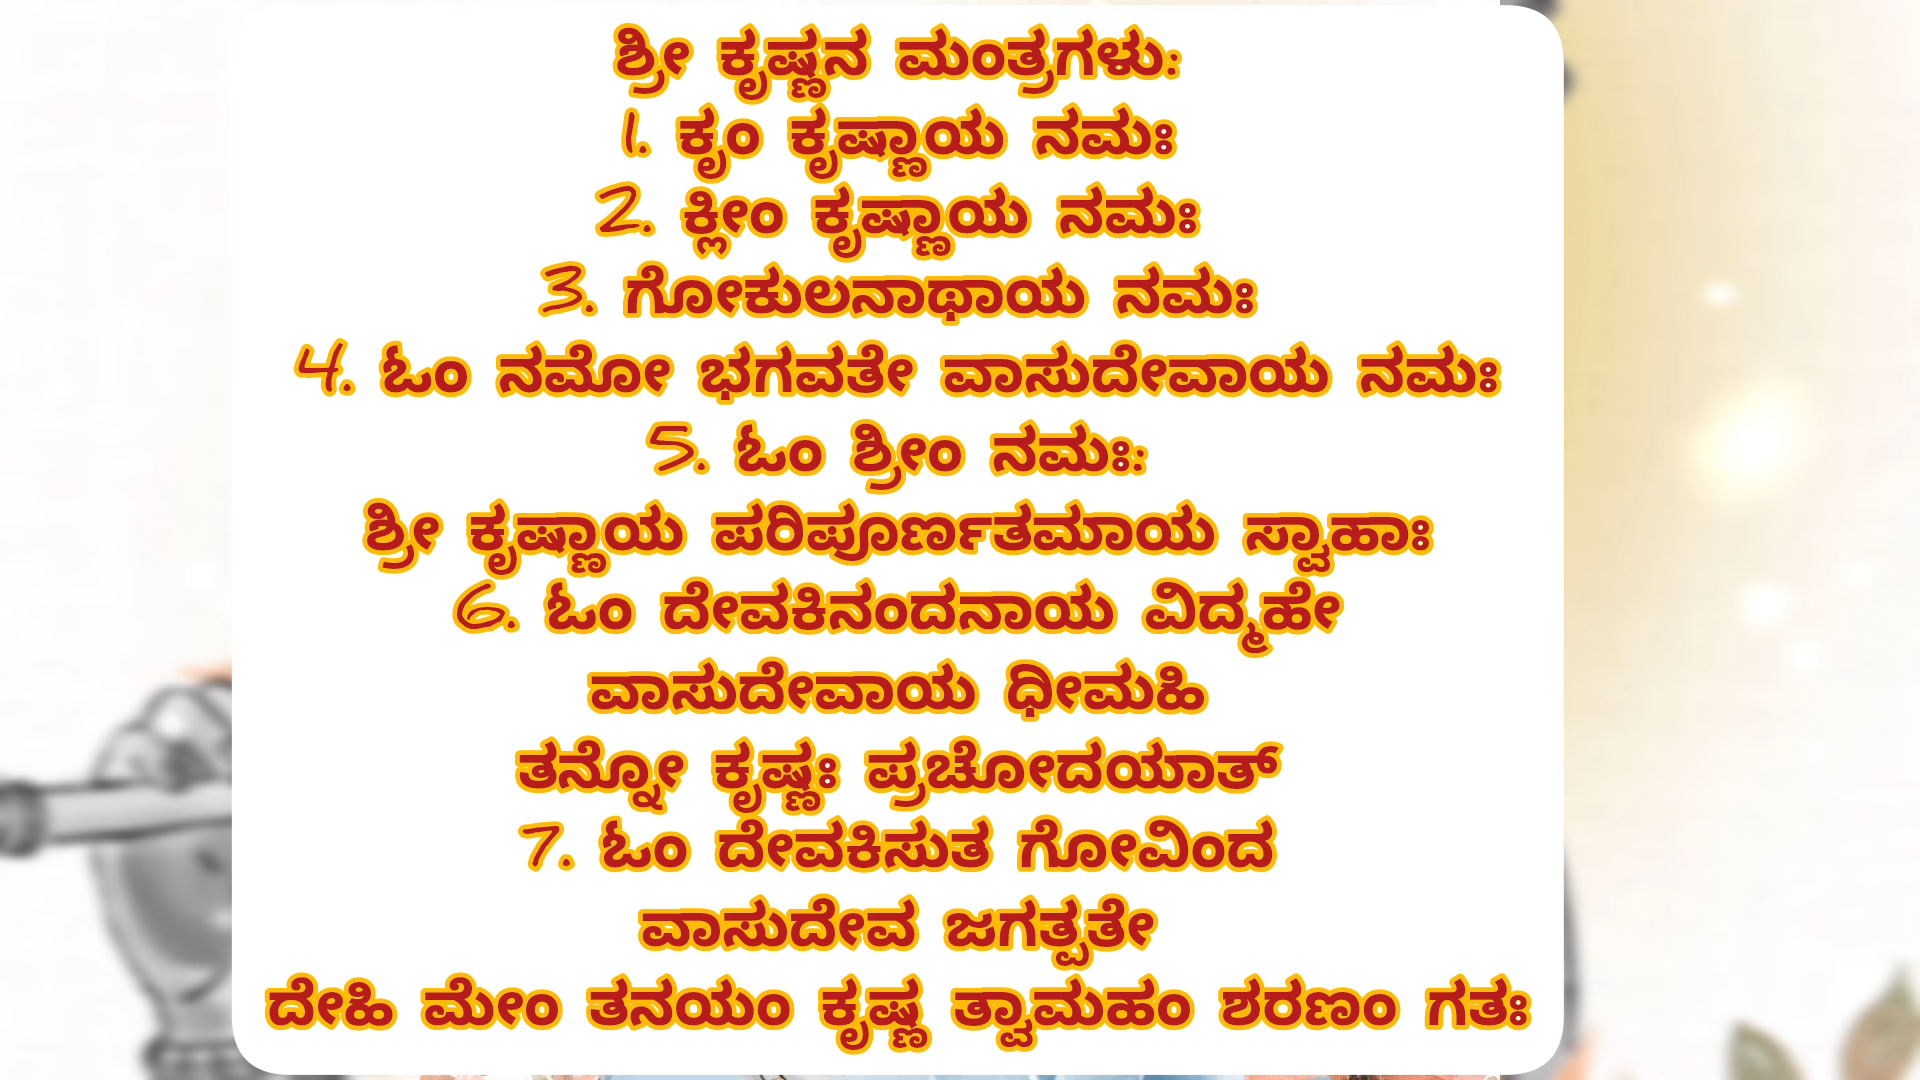 ಶ್ರೀ ಕೃಷ್ಣನ ಮಂತ್ರಗಳು:
1. ಕೃಂ ಕೃಷ್ಣಾಯ ನಮಃ
2. ಕ್ಲೀಂ ಕೃಷ್ಣಾಯ ನಮಃ
3. ಗೋಕುಲನಾಥಾಯ ನಮಃ
4. ಓಂ ನಮೋ ಭಗವತೇ ವಾಸುದೇವಾಯ ನಮಃ
5. ಓಂ ಶ್ರೀಂ ನಮಃ:
ಶ್ರೀ ಕೃಷ್ಣಾಯ ಪರಿಪೂರ್ಣತಮಾಯ ಸ್ವಾಹಾಃ
6. ಓಂ ದೇವಕಿನಂದನಾಯ ವಿದ್ಮಹೇ
ವಾಸುದೇವಾಯ ಧೀಮಹಿ
ತನ್ನೋ ಕೃಷ್ಣಃ ಪ್ರಚೋದಯಾತ್
7. ಓಂ ದೇವಕಿಸುತ ಗೋವಿಂದ
ವಾಸುದೇವ ಜಗತ್ಪತೇ
ದೇಹಿ ಮೇಂ ತನಯಂ ಕೃಷ್ಣ ತ್ವಾಮಹಂ ಶರಣಂ ಗತಃ